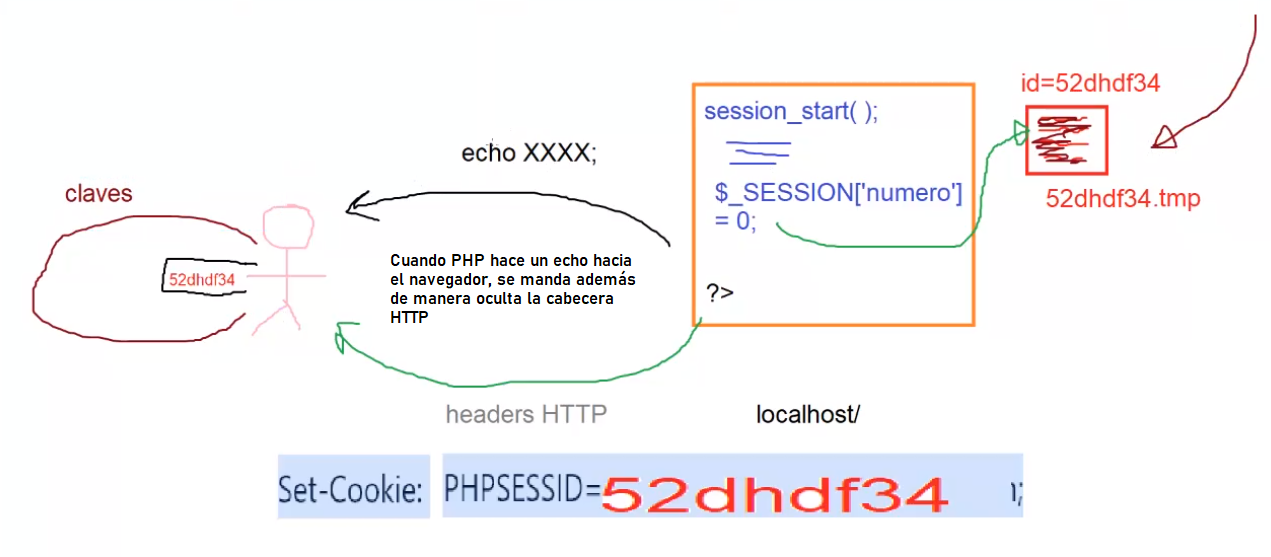 id=52dhdf34
session_start( );
echo XXXX;
claves
$_SESSION['numero']
= 0;
52dhdf34.tmp
Cuando PHP hace un echo hacia
el navegador, se manda además
de manera oculta la cabecera
HTTP
52dhdf34
?>
headers HTTP
localhost/
Set-Cookie: PHPSESSID=52dhdf34 ;